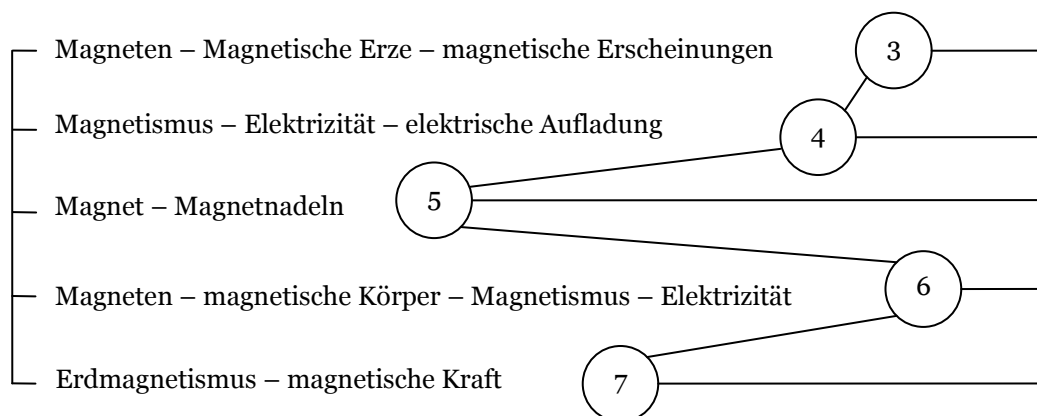 Magneten – Magnetische Erze – magnetische Erscheinungen 3
Magnetismus – Elektrizität – elektrische Aufladung 4
Magnet – Magnetnadeln 5
Magneten – magnetische Körper – Magnetismus – Elektrizität 6
Erdmagnetismus – magnetische Kraft 7